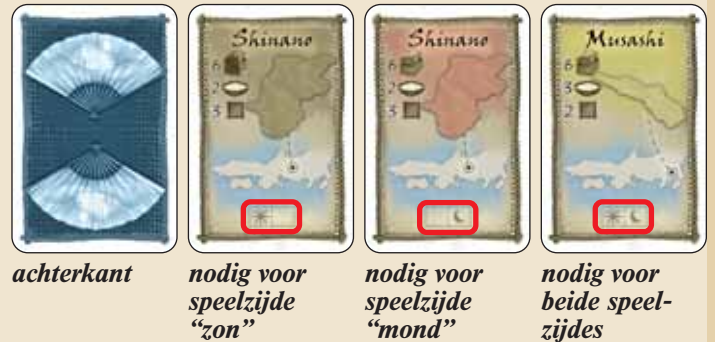 Shinano
6
2
3
Shinano
6
2
3
Musashi
6
3
2
achterkant
nodig voor
speelzijde
“zon”
nodig voor
speelzijde
“mond”
nodig voor
beide speel-
zijdes